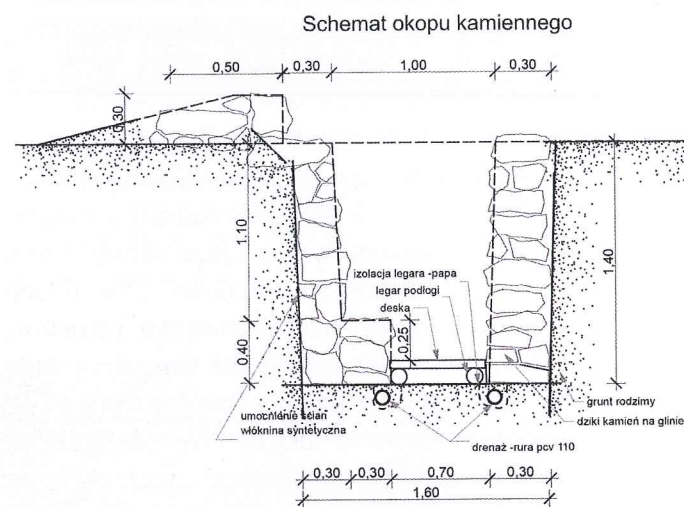 Schemat okopu kamiennego
0,50 0,30 1,00 0,30
0,30
1.10
0,40
1,40
izolacja legara -papa
legar podłogi
deska
0,25
grunt rodzimy
dziki kamień na glinie
umocnienie ścian
włóknina syntetyczna
drenaż -rura pcv 110
0,30 0,30 0,70 0,30
1,60